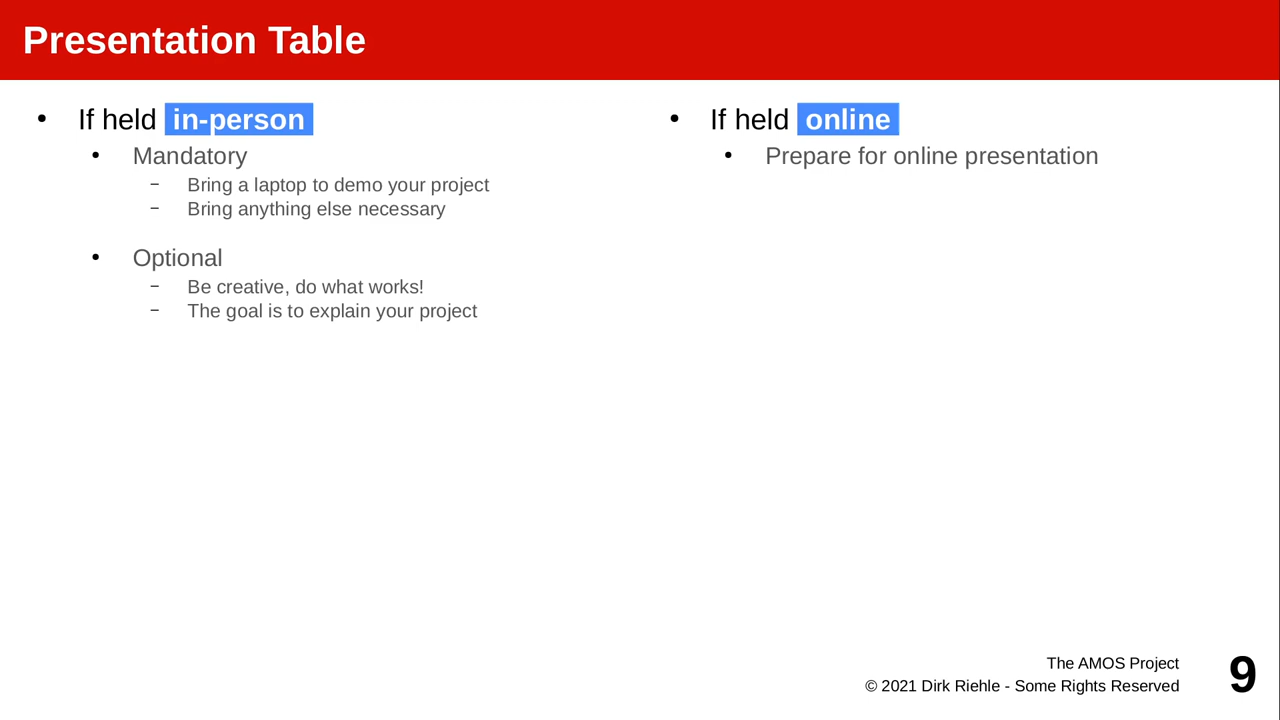 Presentation Table
• If held in-person
• Mandatory
– Bring a laptop to demo your project
– Bring anything else necessary
• Optional
– Be creative, do what works!
– The goal is to explain your project
• If held online
• Prepare for online presentation
The AMOS Project
© 2021 Dirk Riehle - Some Rights Reserved
9